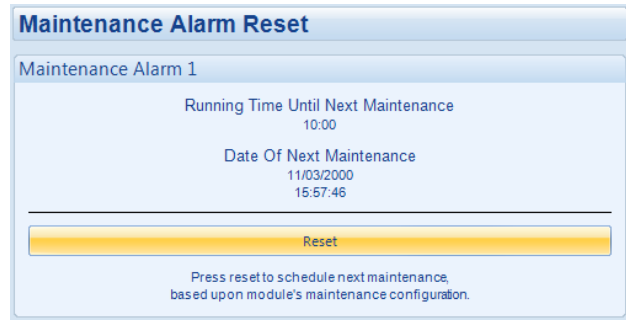 Maintenance Alarm Reset
Maintenance Alarm 1
Running Time Until Next Maintenance
10:00
Date Of Next Maintenance
11/03/2000
15:57:46
Reset
Press reset to schedule next maintenance,
based upon module's maintenance configuration.